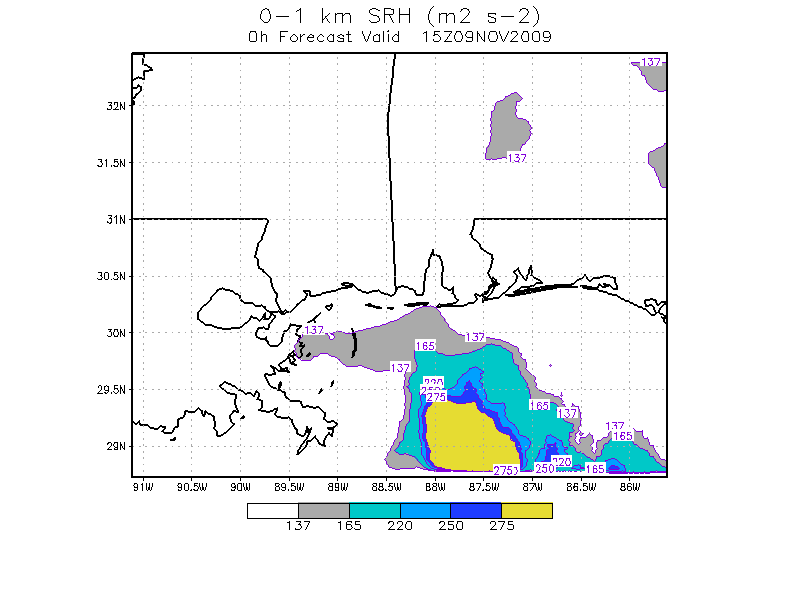 0-1 km SRH (m2 s-2)
0h Forecast Valid 15Z09NOV2009
137
32N
137
31.5N
31N
30.5N
30N
137
137
165
137
29.5N
220
250
275
165
137
137
165
29N
220
275
250
165
91W 90.5W 90W 89.5W 89W 88.5W 88W 87.5W 87W 86.5W 86W
137 165 220 250 275